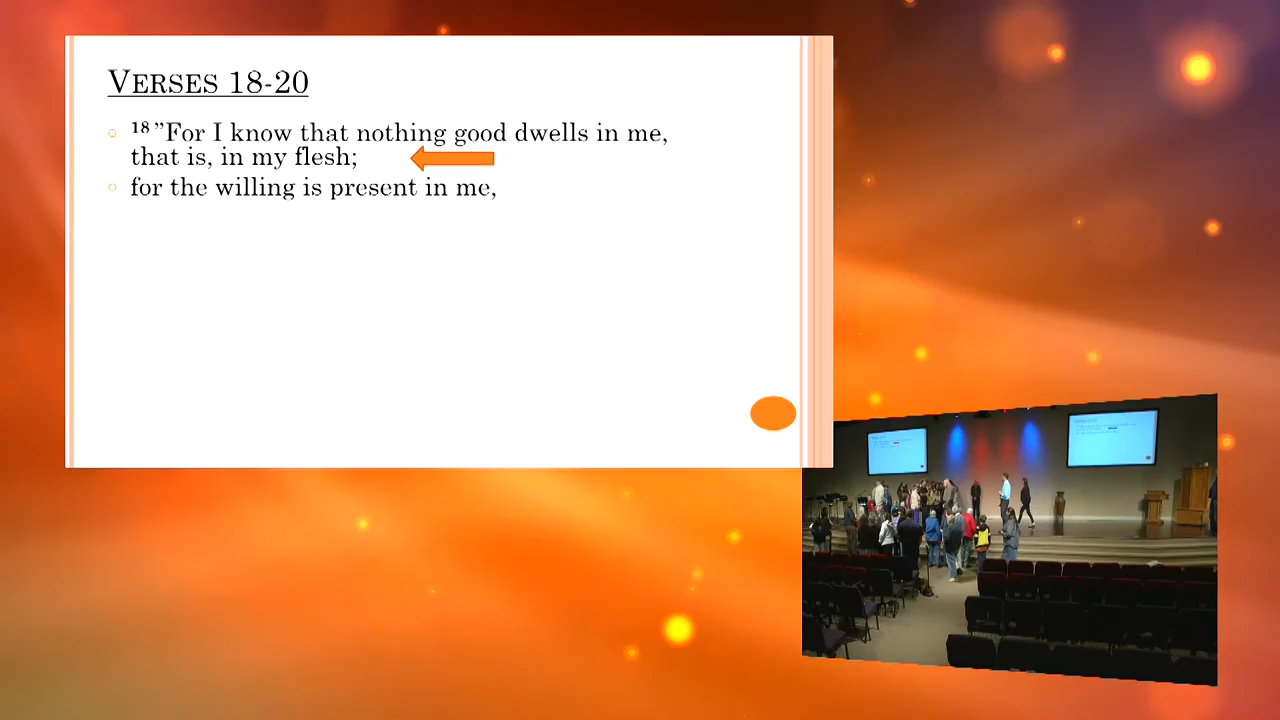 VERSES 18-20
18 ”For I know that nothing good dwells in me,
that is, in my flesh;
for the willing is present in me,